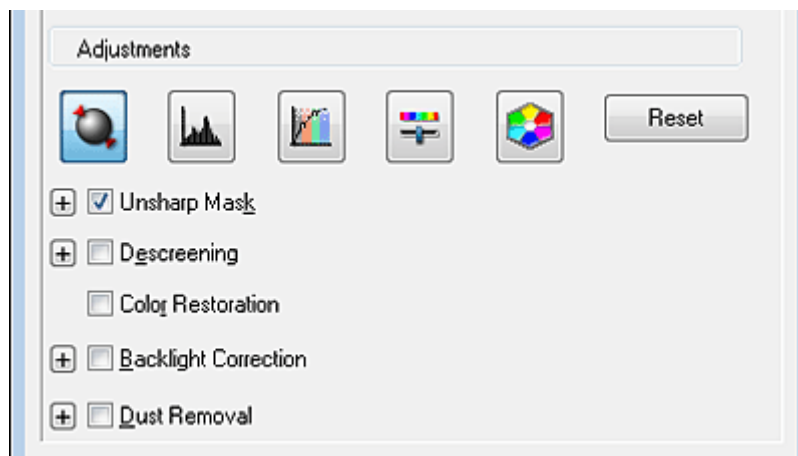 Adjustments
Reset
Unsharp Mask
Descreening
Color Restoration
Backlight Correction
Dust Removal